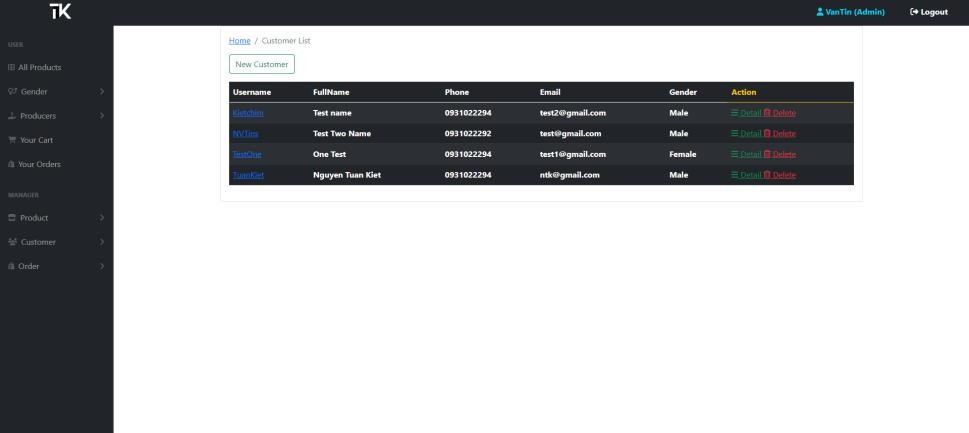 TK
VanTin (Admin) Logout
USER
All Products
Gender
Producers
Your Cart
Your Orders
MANAGER
Product
Customer
Order
Home / Customer List
New Customer
Username FullName Phone Email Gender Action
Kietchim Test name 0931022294 test2@gmail.com Male Detail Delete
NVTins Test Two Name 0931022292 test@gmail.com Male Detail Delete
TestOne One Test 0931022294 test1@gmail.com Female Detail Delete
TuanKiet Nguyen Tuan Kiet 0931022294 ntk@gmail.com Male Detail Delete